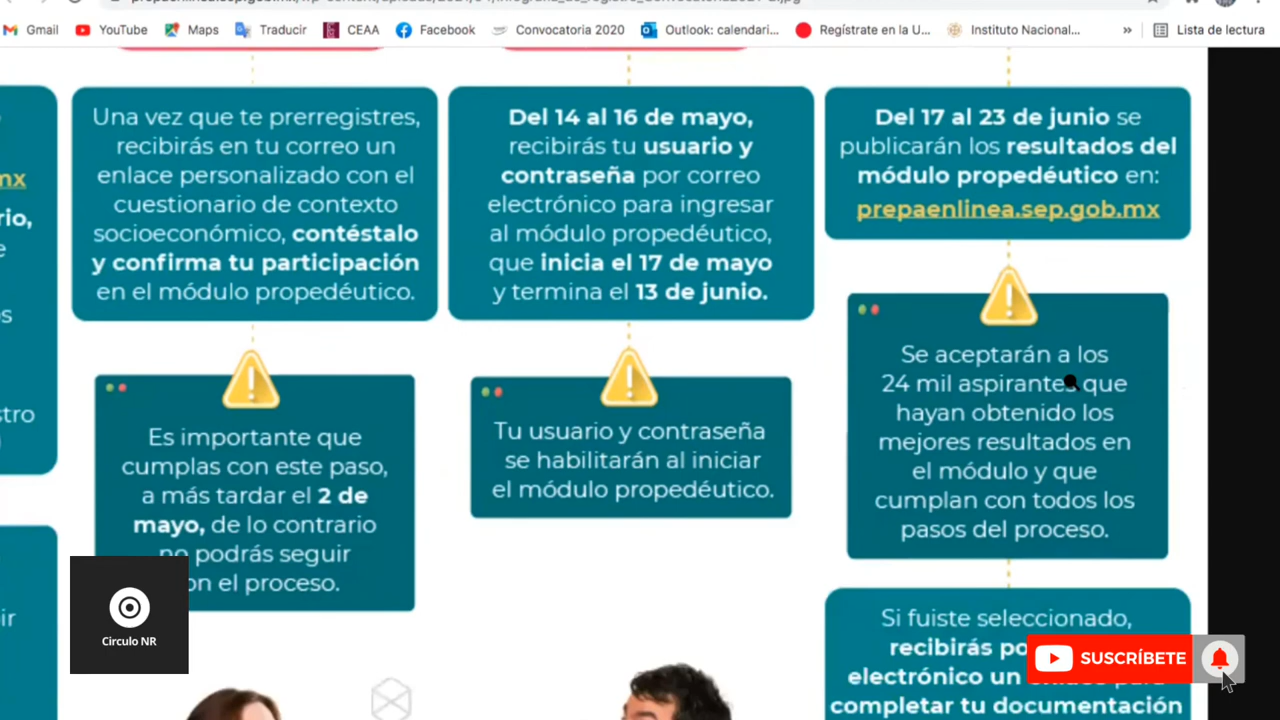 Gmail
YouTube
Maps
Traducir
CEAA
Facebook
Convocatoria 2020
Outlook: calendari...
Regístrate en la U...
Instituto Nacional...
»
Lista de lectura
mx
rio,
e
s
stro
)
ir
Una vez que te prerregistres,
recibirás en tu correo un
enlace personalizado con el
cuestionario de contexto
socioeconómico, contéstalo
y confirma tu participación
en el módulo propedéutico.
Es importante que
cumplas con este paso,
a más tardar el 2 de
mayo, de lo contrario
no podrás seguir
on el proceso.
Circulo NR
Del 14 al 16 de mayo,
recibirás tu usuario y
contraseña por correo
electrónico para ingresar
al módulo propedéutico,
que inicia el 17 de mayo
y termina el 13 de junio.
Tu usuario y contraseña
se habilitarán al iniciar
el módulo propedéutico.
Del 17 al 23 de junio se
publicarán los resultados del
módulo propedéutico en:
prepaenlinea.sep.gob.mx
Se aceptarán a los
24 mil aspirantes que
hayan obtenido los
mejores resultados en
el módulo y que
cumplan con todos los
pasos del proceso.
Si fuiste seleccionado,
recibirás po
electrónico un
completar tu documentación
SUSCRÍBETE